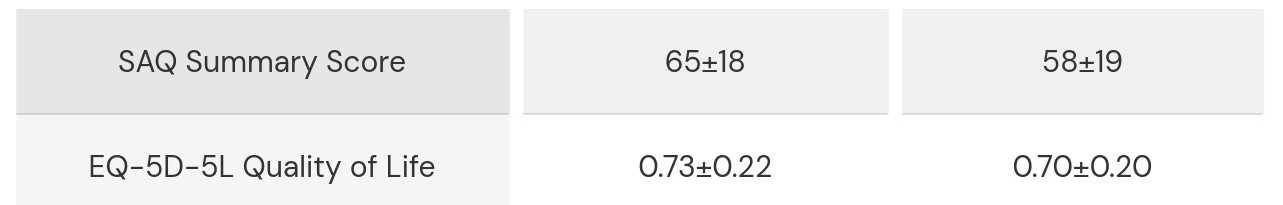 SAQ Summary Score 65±18 58±19
EQ-5D-5L Quality of Life 0.73±0.22 0.70±0.20